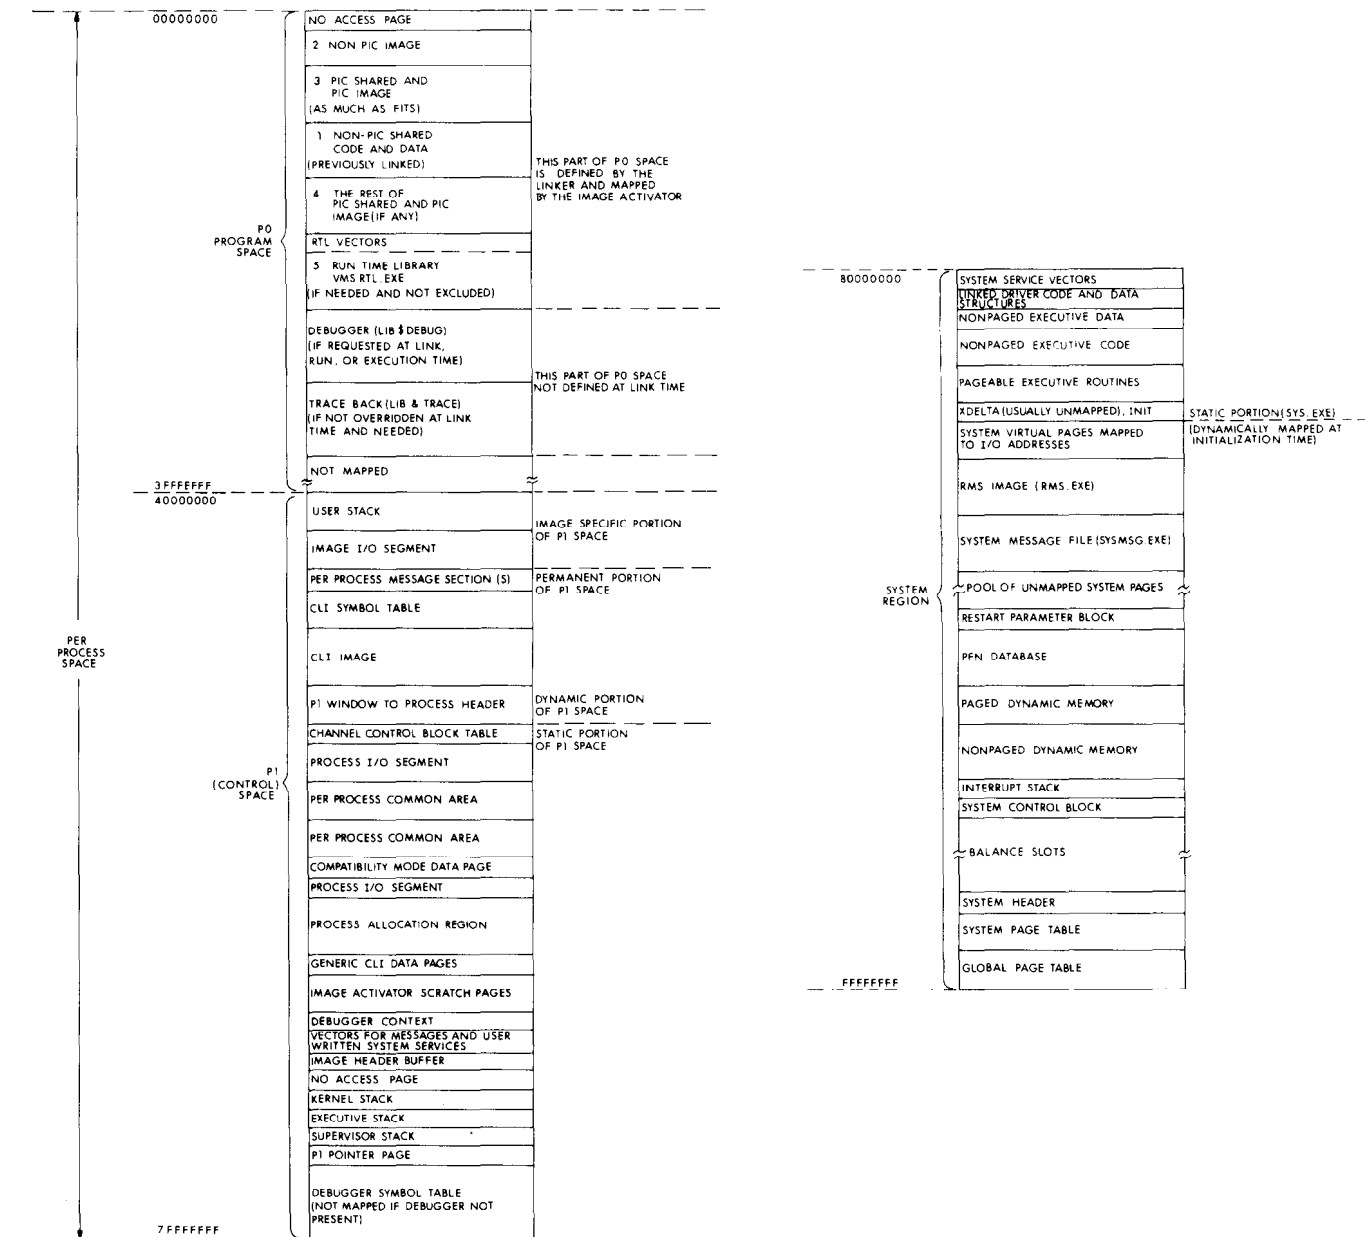 00000000
NO ACCESS PAGE
2 NON PIC IMAGE
3 PIC SHARED AND
PIC IMAGE
(AS MUCH AS FITS)
1 NON-PIC SHARED
CODE AND DATA
(PREVIOUSLY LINKED)
4 THE REST OF
PIC SHARED AND PIC
IMAGE(IF ANY)
RTL VECTORS
5 RUN TIME LIBRARY
VMS RTL.EXE
(IF NEEDED AND NOT EXCLUDED)
THIS PART OF P0 SPACE
IS DEFINED BY THE
LINKER AND MAPPED
BY THE IMAGE ACTIVATOR
P0
PROGRAM
SPACE
DEBUGGER (LIB$DEBUG)
(IF REQUESTED AT LINK,
RUN, OR EXECUTION TIME)
TRACE BACK(LIB & TRACE)
(IF NOT OVERRIDDEN AT LINK
TIME AND NEEDED)
THIS PART OF P0 SPACE
NOT DEFINED AT LINK TIME
NOT MAPPED
3FFFFFFF
40000000
USER STACK
IMAGE I/O SEGMENT
IMAGE SPECIFIC PORTION
OF P1 SPACE
PER PROCESS MESSAGE SECTION (S)
PERMANENT PORTION
OF P1 SPACE
CLI SYMBOL TABLE
CLI IMAGE
PER
PROCESS
SPACE
P1 WINDOW TO PROCESS HEADER
DYNAMIC PORTION
OF P1 SPACE
CHANNEL CONTROL BLOCK TABLE
STATIC PORTION
OF P1 SPACE
PROCESS I/O SEGMENT
P1
(CONTROL)
SPACE
PER PROCESS COMMON AREA
PER PROCESS COMMON AREA
COMPATIBILITY MODE DATA PAGE
PROCESS I/O SEGMENT
PROCESS ALLOCATION REGION
GENERIC CLI DATA PAGES
IMAGE ACTIVATOR SCRATCH PAGES
DEBUGGER CONTEXT
VECTORS FOR MESSAGES AND USER
WRITTEN SYSTEM SERVICES
IMAGE HEADER BUFFER
NO ACCESS PAGE
KERNEL STACK
EXECUTIVE STACK
SUPERVISOR STACK
P1 POINTER PAGE
DEBUGGER SYMBOL TABLE
(NOT MAPPED IF DEBUGGER NOT
PRESENT)
7FFFFFFF
80000000
SYSTEM SERVICE VECTORS
LINKED DRIVER CODE AND DATA
STRUCTURES
NONPAGED EXECUTIVE DATA
NONPAGED EXECUTIVE CODE
PAGEABLE EXECUTIVE ROUTINES
XDELTA(USUALLY UNMAPPED), INIT
STATIC PORTION(SYS.EXE)
(DYNAMICALLY MAPPED AT
INITIALIZATION TIME)
SYSTEM VIRTUAL PAGES MAPPED
TO I/O ADDRESSES
RMS IMAGE (RMS.EXE)
SYSTEM MESSAGE FILE(SYSMSG.EXE)
SYSTEM
REGION
POOL OF UNMAPPED SYSTEM PAGES
RESTART PARAMETER BLOCK
PFN DATABASE
PAGED DYNAMIC MEMORY
NONPAGED DYNAMIC MEMORY
INTERRUPT STACK
SYSTEM CONTROL BLOCK
BALANCE SLOTS
SYSTEM HEADER
SYSTEM PAGE TABLE
GLOBAL PAGE TABLE
FFFFFFFF